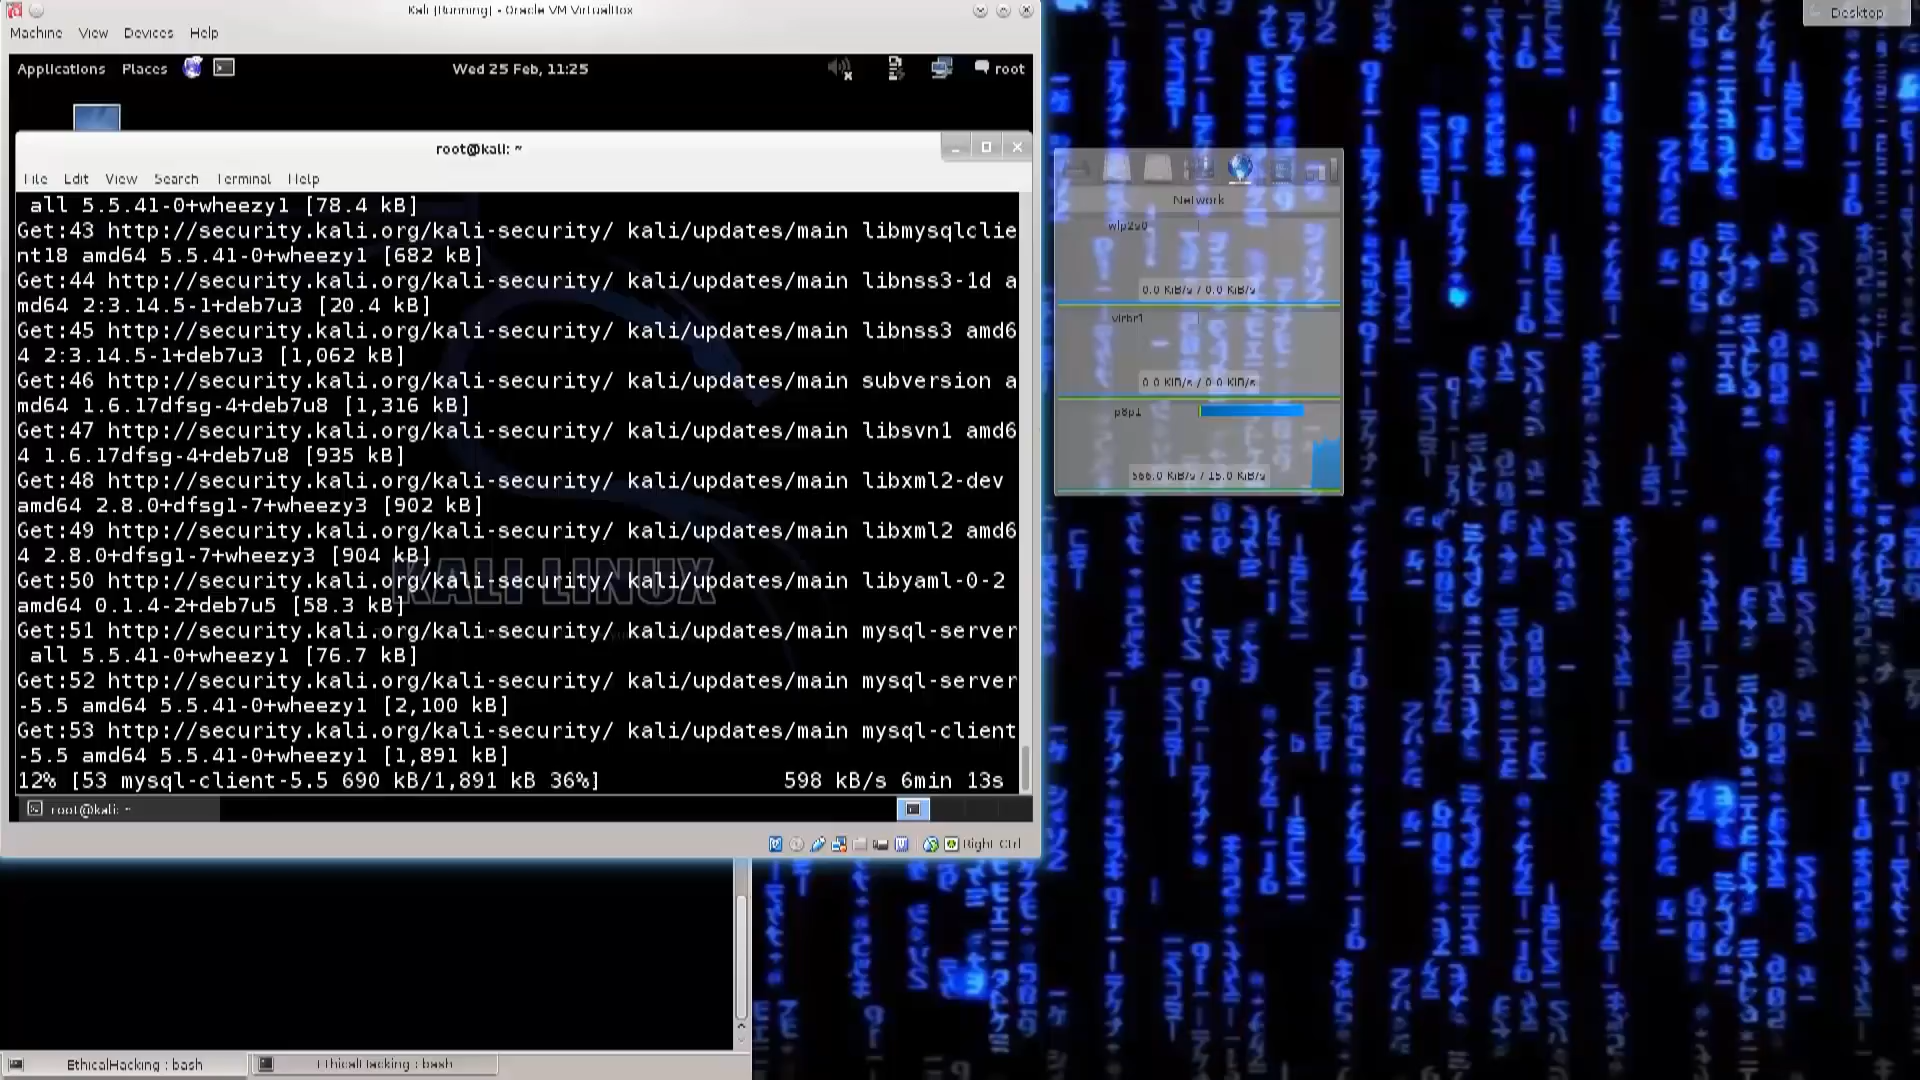 Kali [Running] - Oracle VM VirtualBox
Desktop
Machine View Devices Help
Applications Places Wed 25 Feb, 11:25 root
root@kali: ~
File Edit View Search Terminal Help
all 5.5.41-0+wheezy1 [78.4 kB]
Get:43 http://security.kali.org/kali-security/ kali/updates/main libmysqlclie
nt18 amd64 5.5.41-0+wheezy1 [682 kB]
Get:44 http://security.kali.org/kali-security/ kali/updates/main libnss3-1d a
md64 2:3.14.5-1+deb7u3 [20.4 kB]
Get:45 http://security.kali.org/kali-security/ kali/updates/main libnss3 amd6
4 2:3.14.5-1+deb7u3 [1,062 kB]
Get:46 http://security.kali.org/kali-security/ kali/updates/main subversion a
md64 1.6.17dfsg-4+deb7u8 [1,316 kB]
Get:47 http://security.kali.org/kali-security/ kali/updates/main libsvn1 amd6
4 1.6.17dfsg-4+deb7u8 [935 kB]
Get:48 http://security.kali.org/kali-security/ kali/updates/main libxml2-dev
amd64 2.8.0+dfsg1-7+wheezy3 [902 kB]
Get:49 http://security.kali.org/kali-security/ kali/updates/main libxml2 amd6
4 2.8.0+dfsg1-7+wheezy3 [904 kB]
Get:50 http://security.kali.org/kali-security/ kali/updates/main libyaml-0-2
amd64 0.1.4-2+deb7u5 [58.3 kB]
Get:51 http://security.kali.org/kali-security/ kali/updates/main mysql-server
all 5.5.41-0+wheezy1 [76.7 kB]
Get:52 http://security.kali.org/kali-security/ kali/updates/main mysql-server
-5.5 amd64 5.5.41-0+wheezy1 [2,100 kB]
Get:53 http://security.kali.org/kali-security/ kali/updates/main mysql-client
-5.5 amd64 5.5.41-0+wheezy1 [1,891 kB]
12% [53 mysql-client-5.5 690 kB/1,891 kB 36%] 598 kB/s 6min 13s
KALI LINUX
root@kali: ~
Right Ctrl
Network
wlp2s0
0.0 KiB/s / 0.0 KiB/s
virbr1
0.0 KiB/s / 0.0 KiB/s
p8p1
566.0 KiB/s / 15.0 KiB/s
EthicalHacking : bash
EthicalHacking : bash